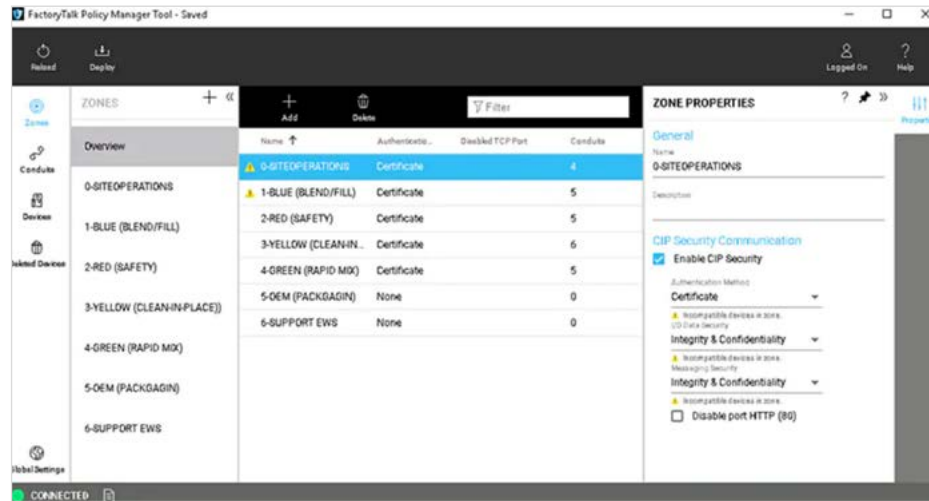 FactoryTalk Policy Manager Tool - Saved
Reload
Deploy
Logged On
Help
Zones
Conduits
Devices
Deleted Devices
Global Settings
ZONES
Overview
0-SITEOPERATIONS
1-BLUE (BLEND/FILL)
2-RED (SAFETY)
3-YELLOW (CLEAN-IN-PLACE))
4-GREEN (RAPID MIX)
5-OEM (PACKGAGIN)
6-SUPPORT EWS
Add
Delete
Filter
Name Authenticatio... Disabled TCP Port Conduits
0-SITEOPERATIONS Certificate 4
1-BLUE (BLEND/FILL) Certificate 5
2-RED (SAFETY) Certificate 5
3-YELLOW (CLEAN-IN... Certificate 6
4-GREEN (RAPID MIX) Certificate 5
5-OEM (PACKGAGIN) None 0
6-SUPPORT EWS None 0
ZONE PROPERTIES
General
Name
0-SITEOPERATIONS
Description
CIP Security Communication
Enable CIP Security
Authentication Method
Certificate
Incompatible devices in zone.
I/O Data Security
Integrity & Confidentiality
Incompatible devices in zone.
Messaging Security
Integrity & Confidentiality
Incompatible devices in zone.
Disable port HTTP (80)
Propert
CONNECTED